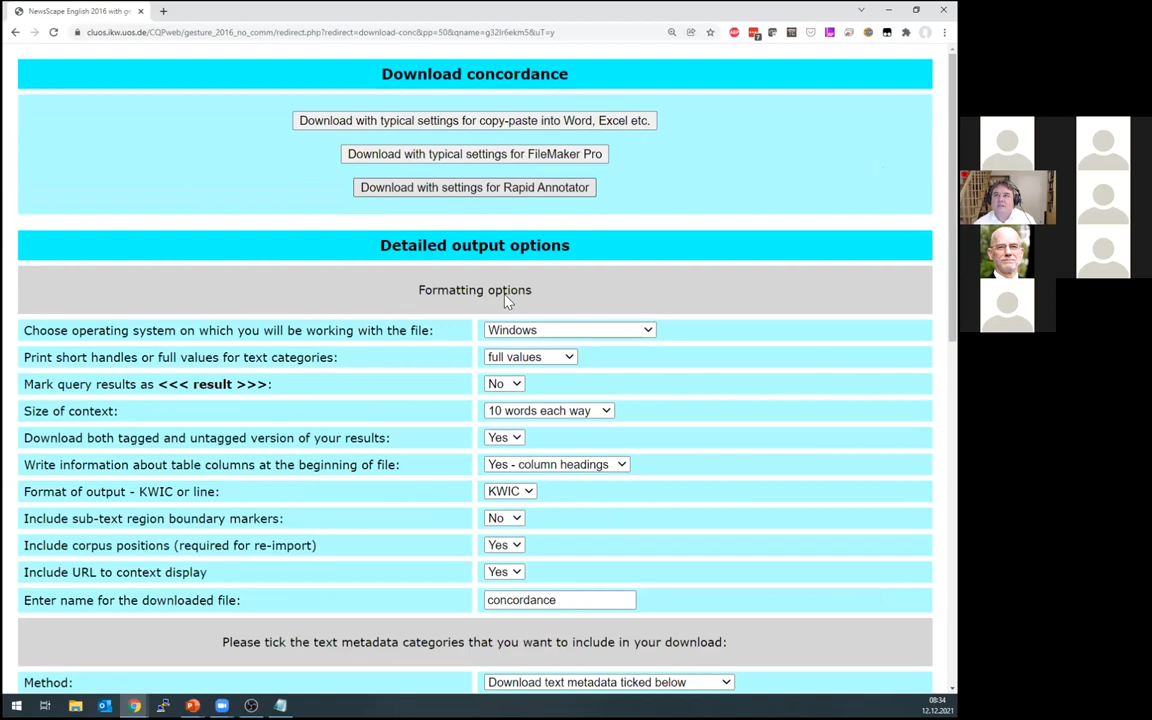 NewsScape English 2016 with g
cluos.ikw.uos.de/CQPweb/gesture_2016_no_comm/redirect.php?redirect=download-conc&pp=50&qname=g32lr6ekm5&uT=y
Download concordance
Download with typical settings for copy-paste into Word, Excel etc.
Download with typical settings for FileMaker Pro
Download with settings for Rapid Annotator
Detailed output options
Formatting options
Choose operating system on which you will be working with the file: Windows
Print short handles or full values for text categories: full values
Mark query results as <<< result >>>: No
Size of context: 10 words each way
Download both tagged and untagged version of your results: Yes
Write information about table columns at the beginning of file: Yes - column headings
Format of output - KWIC or line: KWIC
Include sub-text region boundary markers: No
Include corpus positions (required for re-import) Yes
Include URL to context display Yes
Enter name for the downloaded file: concordance
Please tick the text metadata categories that you want to include in your download:
Method: Download text metadata ticked below
08:34
12.12.2021